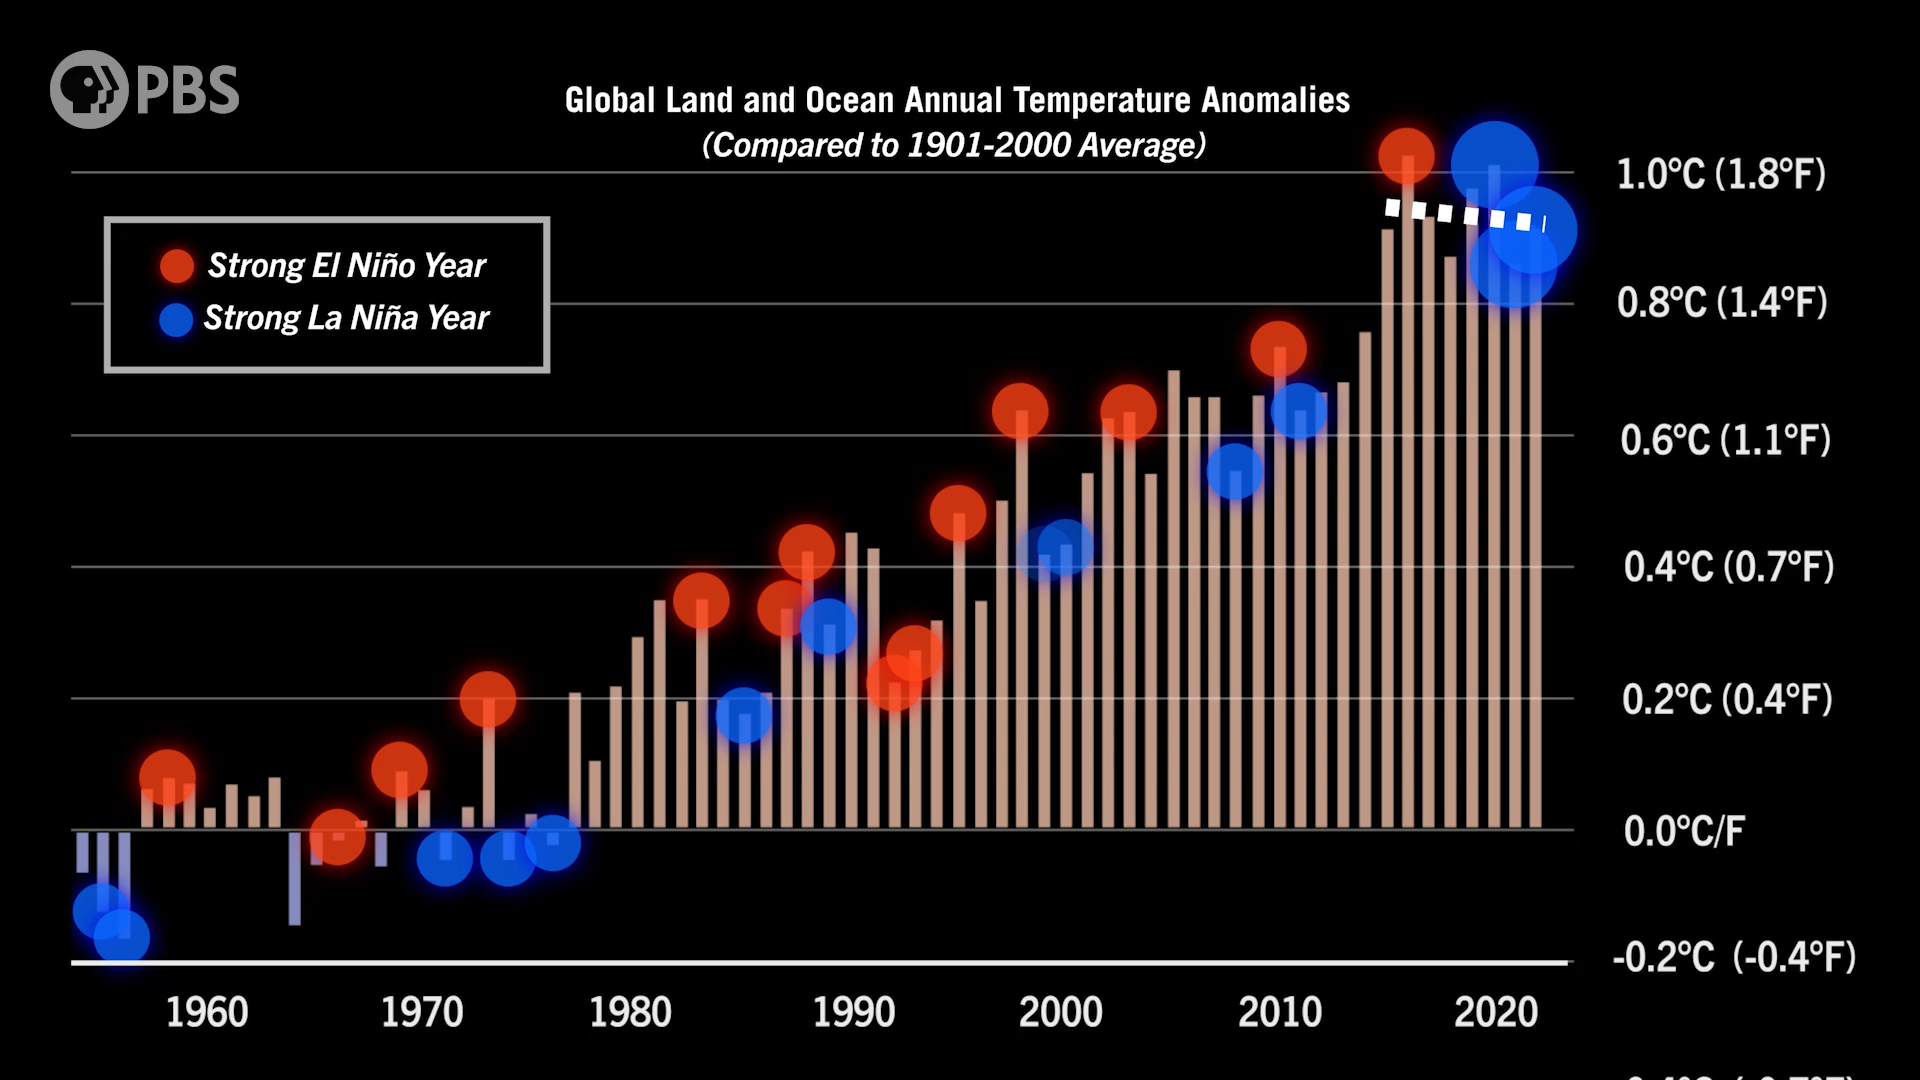 PBS
Global Land and Ocean Annual Temperature Anomalies
(Compared to 1901-2000 Average)
Strong El Niño Year
Strong La Niña Year
1.0°C (1.8°F)
0.8°C (1.4°F)
0.6°C (1.1°F)
0.4°C (0.7°F)
0.2°C (0.4°F)
0.0°C/F
-0.2°C (-0.4°F)
1960 1970 1980 1990 2000 2010 2020